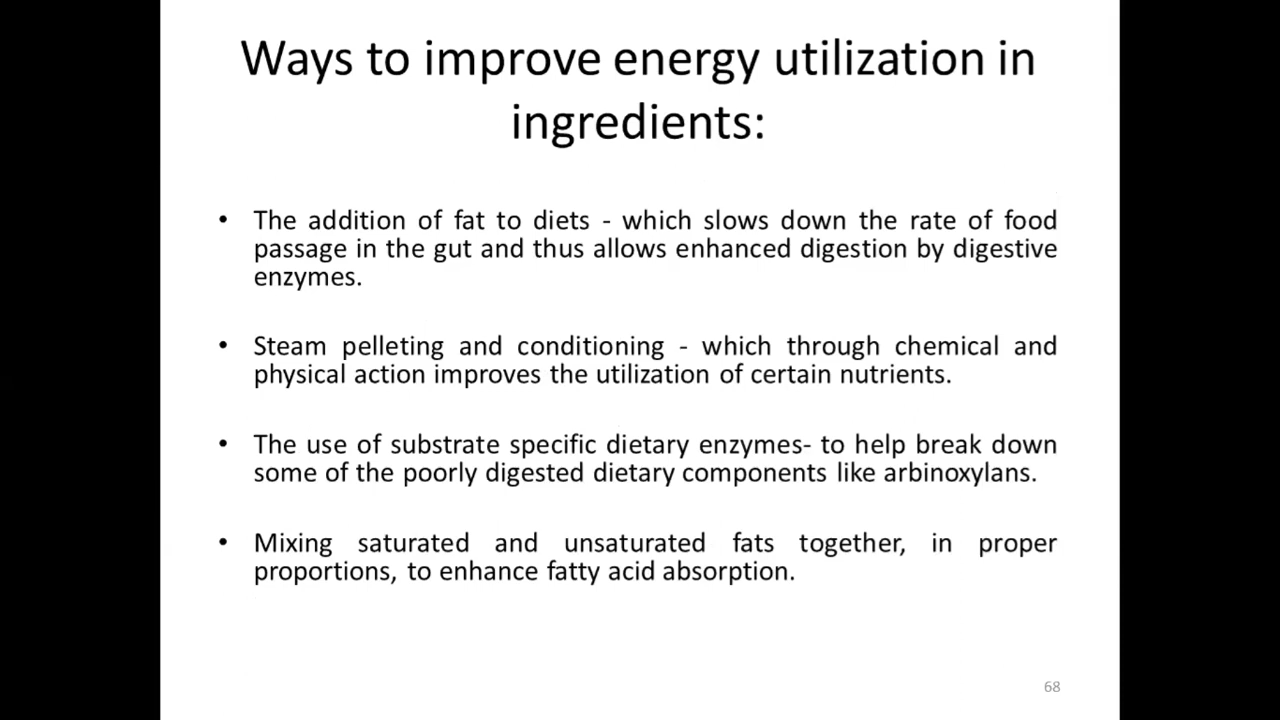 Ways to improve energy utilization in
ingredients:
• The addition of fat to diets - which slows down the rate of food
passage in the gut and thus allows enhanced digestion by digestive
enzymes.
• Steam pelleting and conditioning - which through chemical and
physical action improves the utilization of certain nutrients.
• The use of substrate specific dietary enzymes- to help break down
some of the poorly digested dietary components like arbinoxylans.
• Mixing saturated and unsaturated fats together, in proper
proportions, to enhance fatty acid absorption.
68